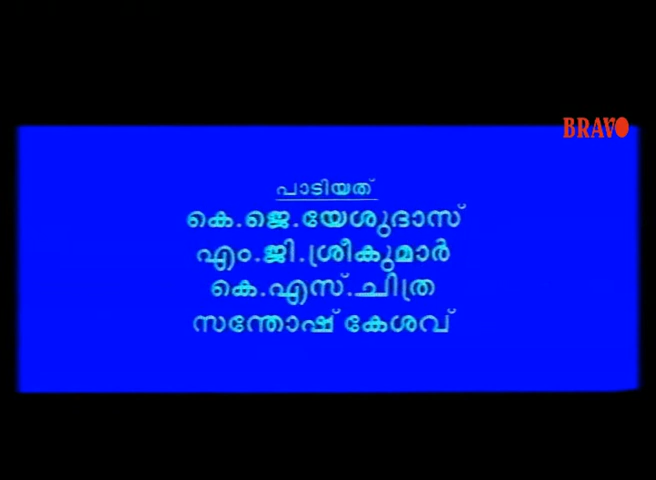 BRAVO
പാടിയത്
കെ.ജെ.യേശുദാസ്
എം.ജി.ശ്രീകുമാർ
കെ.എസ്.ചിത്ര
സന്തോഷ് കേശവ്